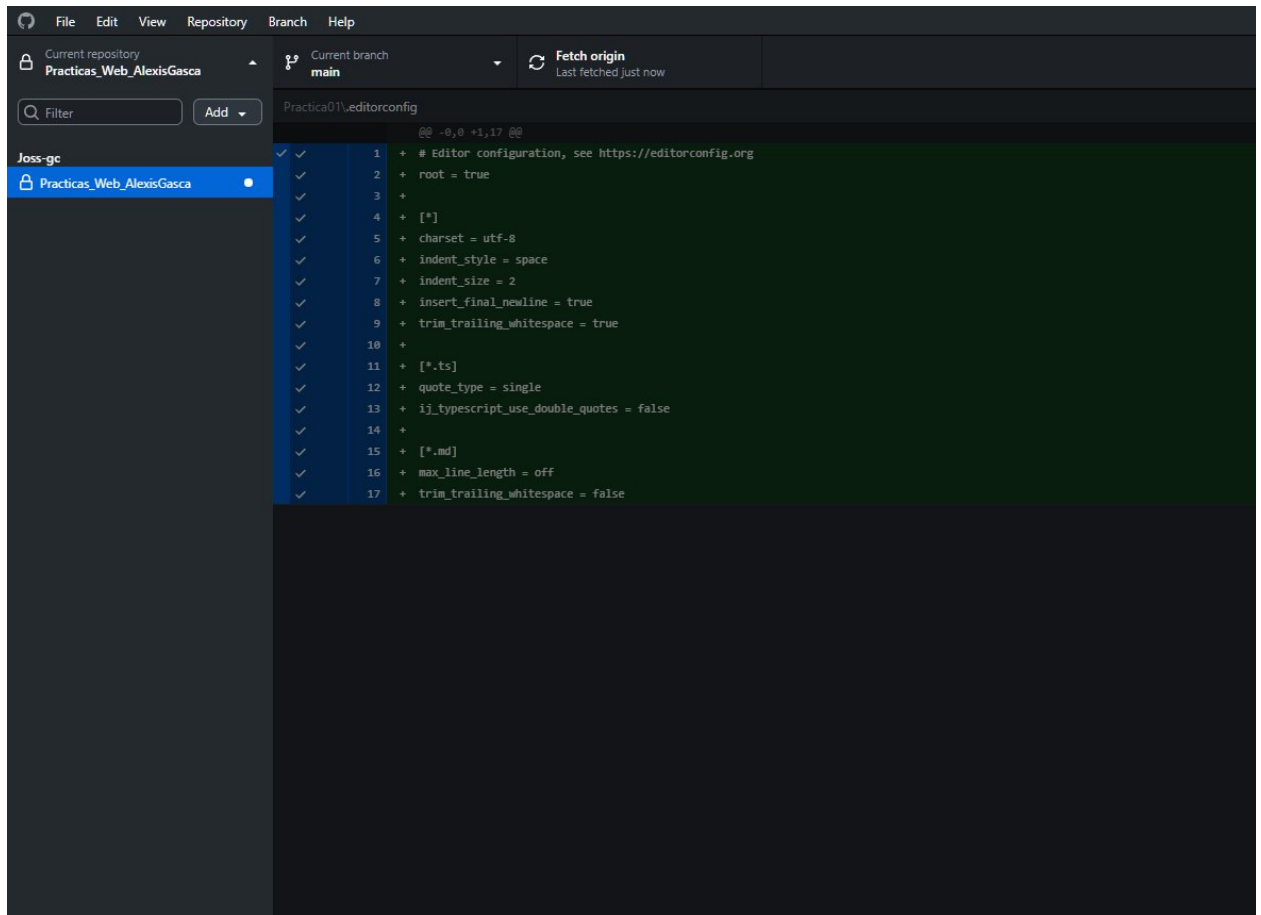 File Edit View Repository Branch Help
Current repository
Practicas_Web_AlexisGasca
Current branch
main
Fetch origin
Last fetched just now
Filter
Add
Joss-gc
Practicas_Web_AlexisGasca
Practica01\.editorconfig
@@ -0,0 +1,17 @@
1 + # Editor configuration, see https://editorconfig.org
2 + root = true
3 +
4 + [*]
5 + charset = utf-8
6 + indent_style = space
7 + indent_size = 2
8 + insert_final_newline = true
9 + trim_trailing_whitespace = true
10 +
11 + [*.ts]
12 + quote_type = single
13 + ij_typescript_use_double_quotes = false
14 +
15 + [*.md]
16 + max_line_length = off
17 + trim_trailing_whitespace = false